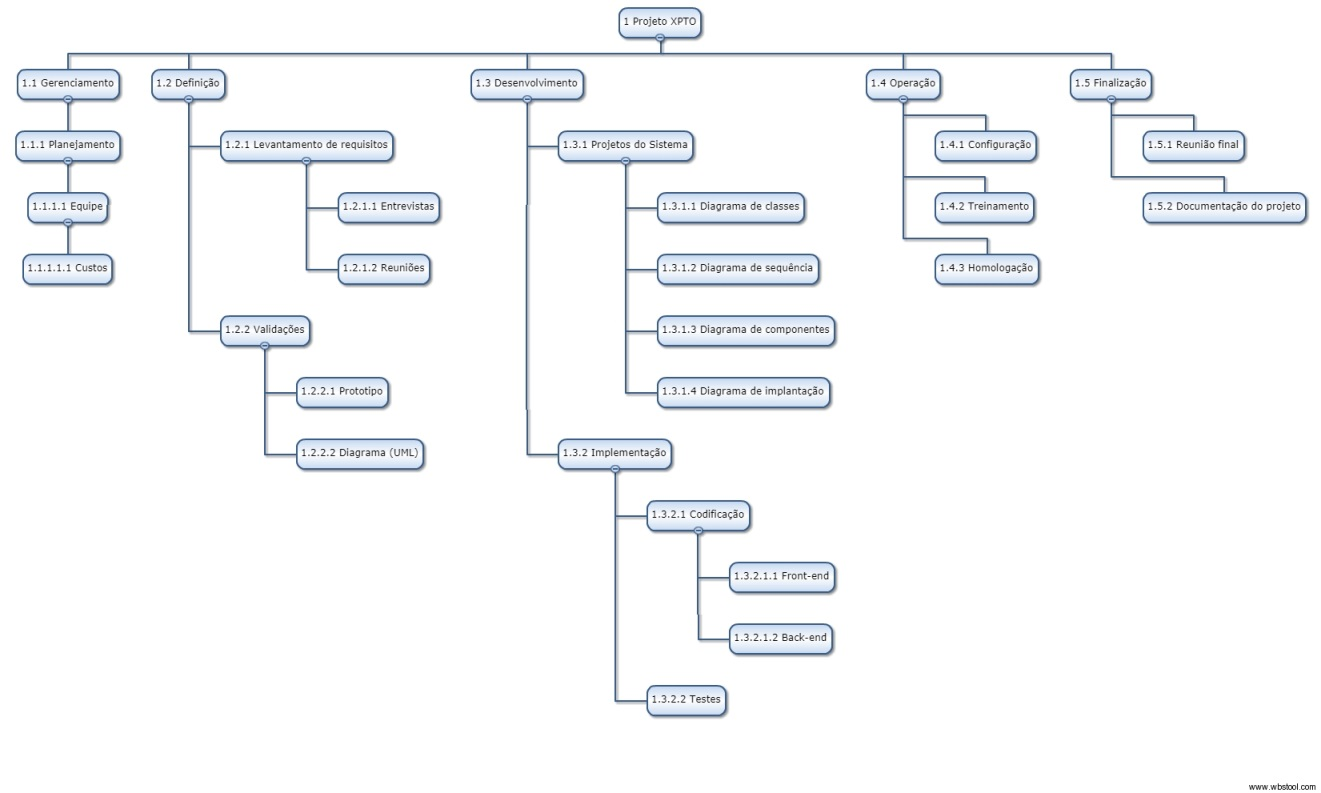 1 Projeto XPTO
1.1 Gerenciamento
1.1.1 Planejamento
1.1.1.1 Equipe
1.1.1.1.1 Custos
1.2 Definição
1.2.1 Levantamento de requisitos
1.2.1.1 Entrevistas
1.2.1.2 Reuniões
1.2.2 Validações
1.2.2.1 Prototipo
1.2.2.2 Diagrama (UML)
1.3 Desenvolvimento
1.3.1 Projetos do Sistema
1.3.1.1 Diagrama de classes
1.3.1.2 Diagrama de sequência
1.3.1.3 Diagrama de componentes
1.3.1.4 Diagrama de implantação
1.3.2 Implementação
1.3.2.1 Codificação
1.3.2.1.1 Front-end
1.3.2.1.2 Back-end
1.3.2.2 Testes
1.4 Operação
1.4.1 Configuração
1.4.2 Treinamento
1.4.3 Homologação
1.5 Finalização
1.5.1 Reunião final
1.5.2 Documentação do projeto
www.wbstool.com